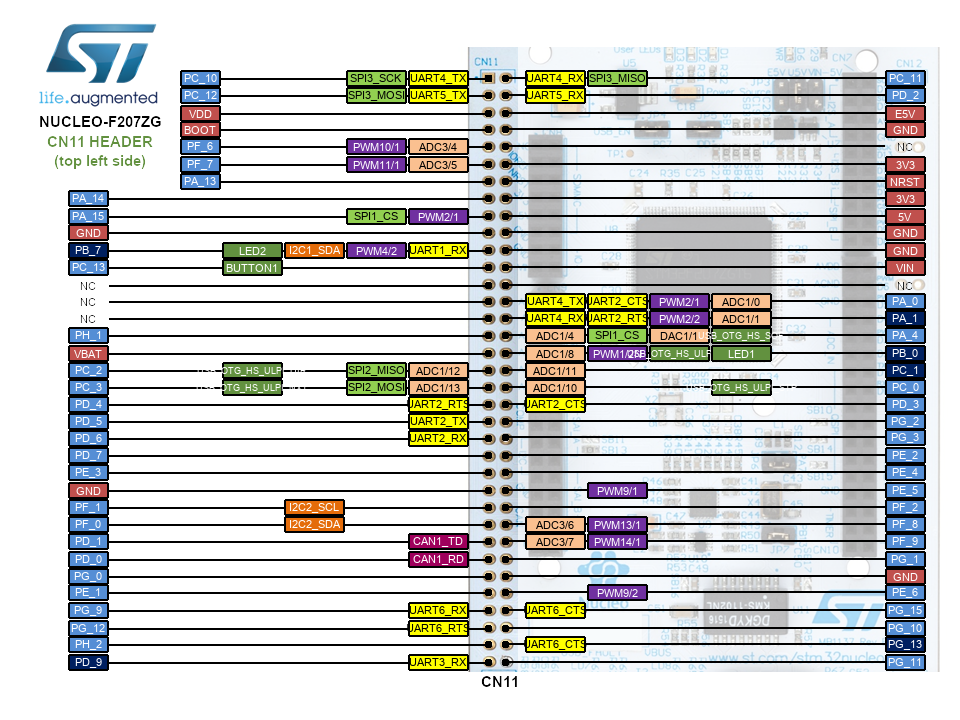 life.augmented
NUCLEO-F207ZG
CN11 HEADER
(top left side)
CN11 CN7 CN12
PC_10 SPI3_SCK UART4_TX UART4_RX SPI3_MISO PC_11
PC_12 SPI3_MOSI UART5_TX UART5_RX PD_2
VDD E5V
BOOT GND
PF_6 PWM10/1 ADC3/4 NC
PF_7 PWM11/1 ADC3/5 3V3
PA_13 NRST
PA_14 3V3
PA_15 SPI1_CS PWM2/1 5V
GND GND
PB_7 LED2 I2C1_SDA PWM4/2 UART1_RX GND
PC_13 BUTTON1 VIN
NC NC
NC UART4_TX UART2_CTS PWM2/1 ADC1/0 PA_0
NC UART4_RX UART2_RTS PWM2/2 ADC1/1 PA_1
PH_1 ADC1/4 SPI1_CS DAC1/1 PA_4
VBAT ADC1/8 OTG_HS_ULP LED1 PB_0
PC_2 OTG_HS_ULP SPI2_MISO ADC1/12 ADC1/11 PC_1
PC_3 OTG_HS_ULP SPI2_MOSI ADC1/13 ADC1/10 OTG_HS_ULP PC_0
PD_4 UART2_RTS UART2_CTS PD_3
PD_5 UART2_TX PG_2
PD_6 UART2_RX PG_3
PD_7 PE_2
PE_3 PE_4
GND PWM9/1 PE_5
PF_1 I2C2_SCL PF_2
PF_0 I2C2_SDA ADC3/6 PWM13/1 PF_8
PD_1 CAN1_TD ADC3/7 PWM14/1 PF_9
PD_0 CAN1_RD PG_1
PG_0 GND
PE_1 PWM9/2 PE_6
PG_9 UART6_RX UART6_CTS PG_15
PG_12 UART6_RTS PG_10
PH_2 UART6_CTS PG_13
PD_9 UART3_RX PG_11
CN11